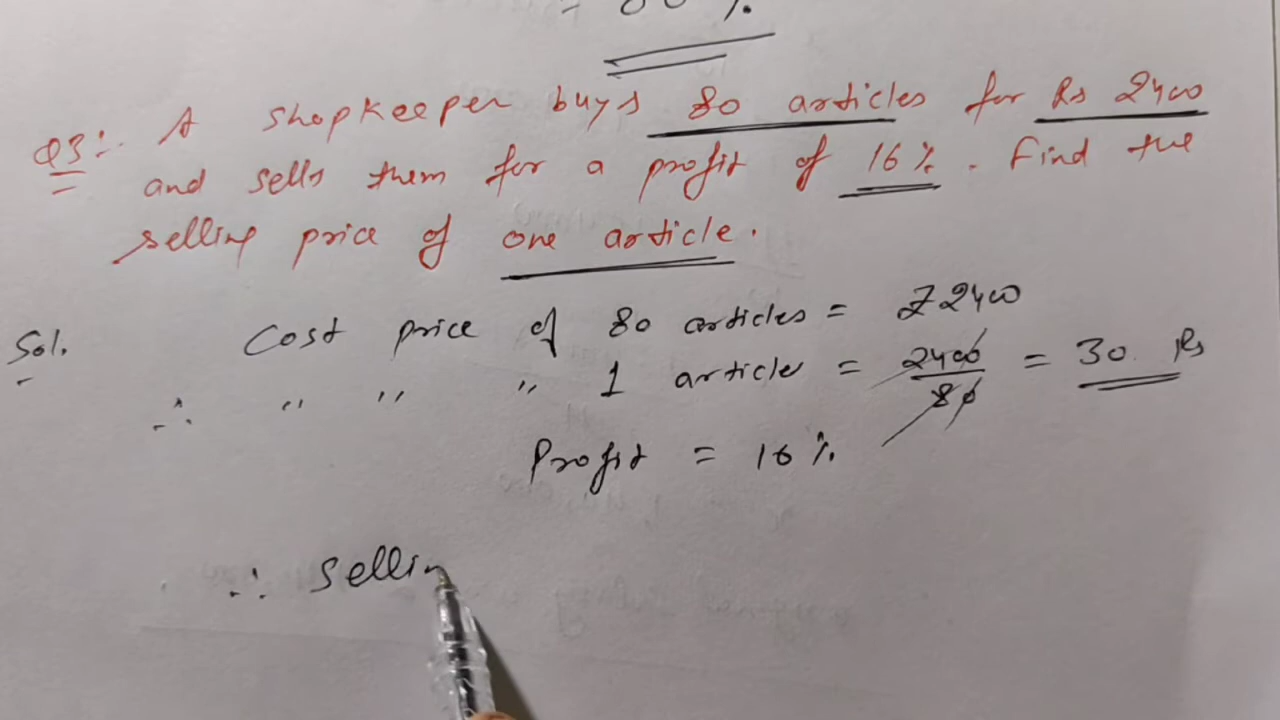 Q3:. A shopkeeper buys 80 articles for Rs 2400
and sells them for a profit of 16%. Find the
selling price of one article.
Sol. Cost price of 80 articles = ₹2400
∴ " " " 1 article = 2400/80 = 30 Rs
Profit = 16%
∴ Sellin